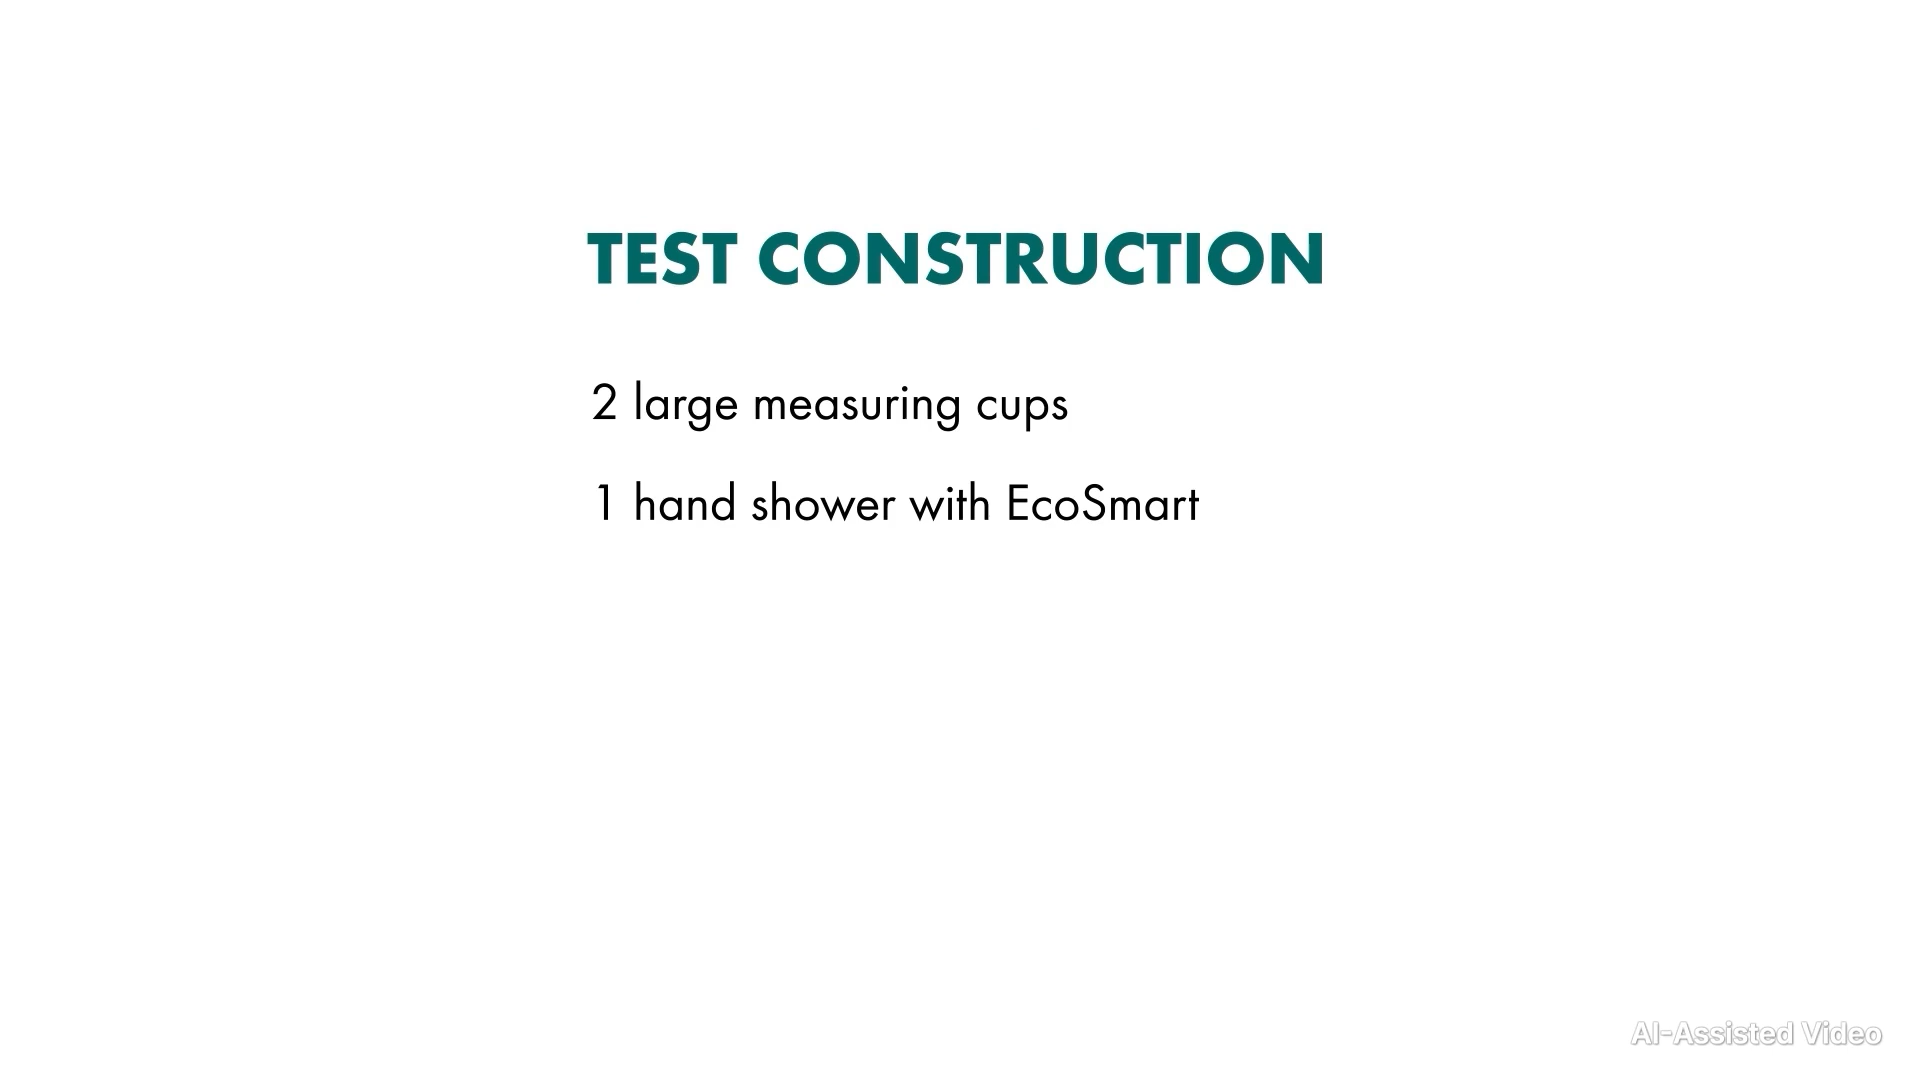 TEST CONSTRUCTION
2 large measuring cups
1 hand shower with EcoSmart
AI-Assisted Video